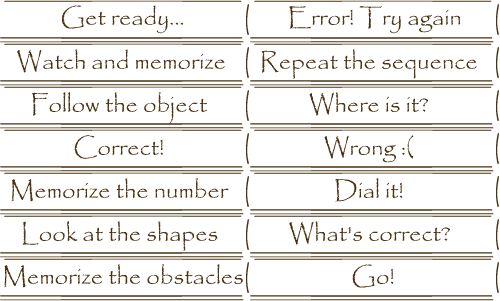 Get ready... Error! Try again
Watch and memorize Repeat the sequence
Follow the object Where is it?
Correct! Wrong :(
Memorize the number Dial it!
Look at the shapes What's correct?
Memorize the obstacles Go!